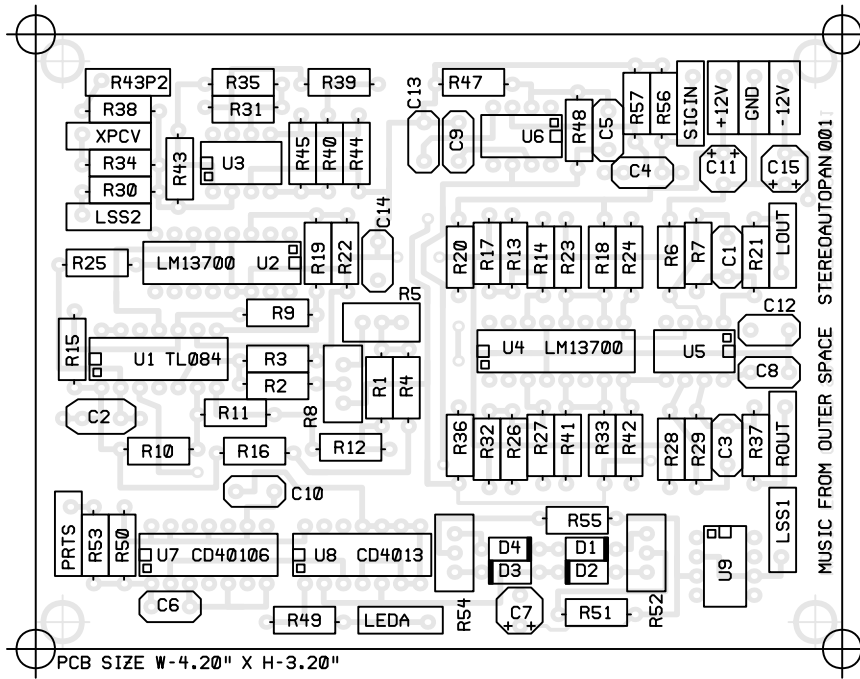 R43P2
R35
R39
R47
C13
R38
R31
C9
U6
R48
C5
R57
R56
SIGIN
+12V
GND
-12V
XPCV
R43
U3
R45
R40
R44
R34
C4
C11
C15
R30
LSS2
C14
R25
LM13700 U2
R19
R22
R20
R17
R13
R14
R23
R18
R24
R6
R7
C1
R21
LOUT
R9
R5
C12
R15
U1 TL084
R3
R2
R8
R1
R4
U4 LM13700
U5
C8
C2
R11
R10
R16
R12
R36
R32
R26
R27
R41
R33
R42
R28
R29
C3
R37
ROUT
C10
PRTS
R53
R50
U7 CD40106
U8 CD4013
R54
D4
D3
R55
D1
D2
R52
U9
LSS1
C6
R49
LEDA
C7
R51
MUSIC FROM OUTER SPACE STEREOAUTOPAN001
PCB SIZE W-4.20" X H-3.20"